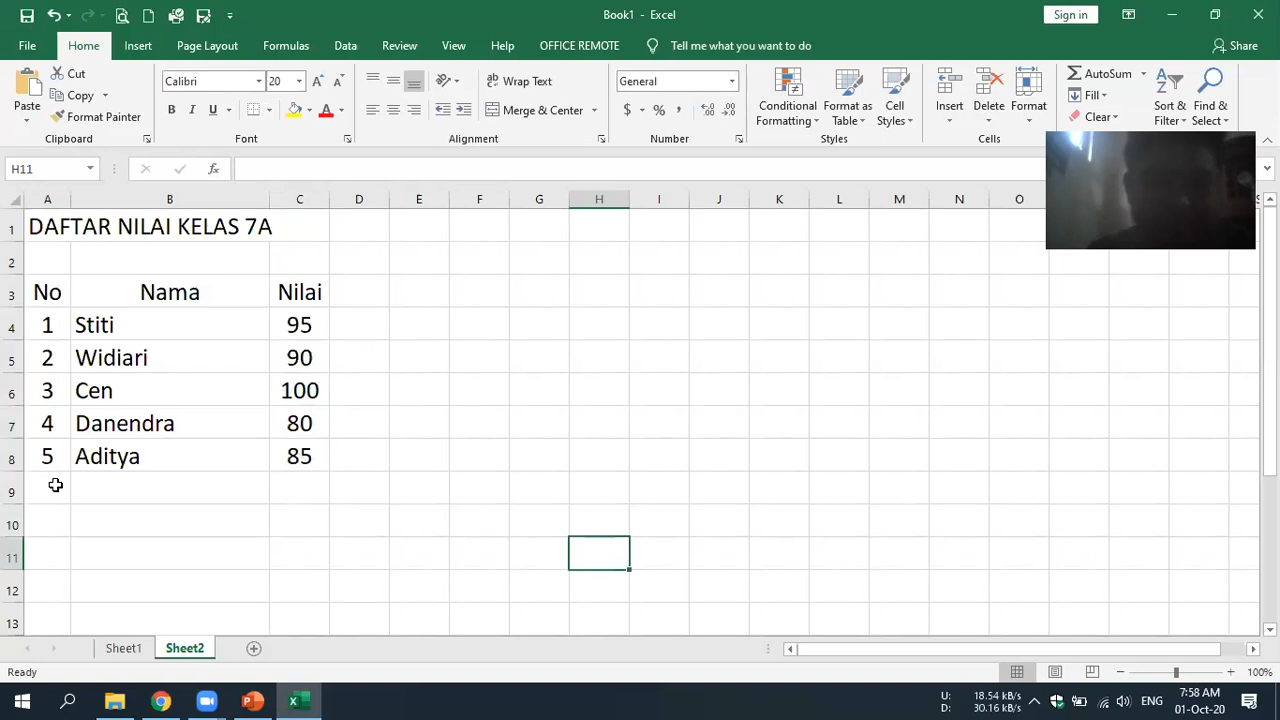 Book1 - Excel
Sign in
File Home Insert Page Layout Formulas Data Review View Help OFFICE REMOTE Tell me what you want to do Share
Paste
Cut
Copy
Format Painter
Clipboard
Calibri 20
B I U
Font
Wrap Text
Merge & Center
Alignment
General
$ % ,
Number
Conditional Formatting
Format as Table
Cell Styles
Styles
Insert Delete Format
Cells
AutoSum
Fill
Clear
Sort & Filter
Find & Select
H11
fx
A B C D E F G H I J K L M N O
1 DAFTAR NILAI KELAS 7A
2
3 No Nama Nilai
4 1 Stiti 95
5 2 Widiari 90
6 3 Cen 100
7 4 Danendra 80
8 5 Aditya 85
9
10
11
12
13
Sheet1 Sheet2
Ready
100%
U: 18.54 kB/s
D: 30.16 kB/s
ENG
7:58 AM
01-Oct-20